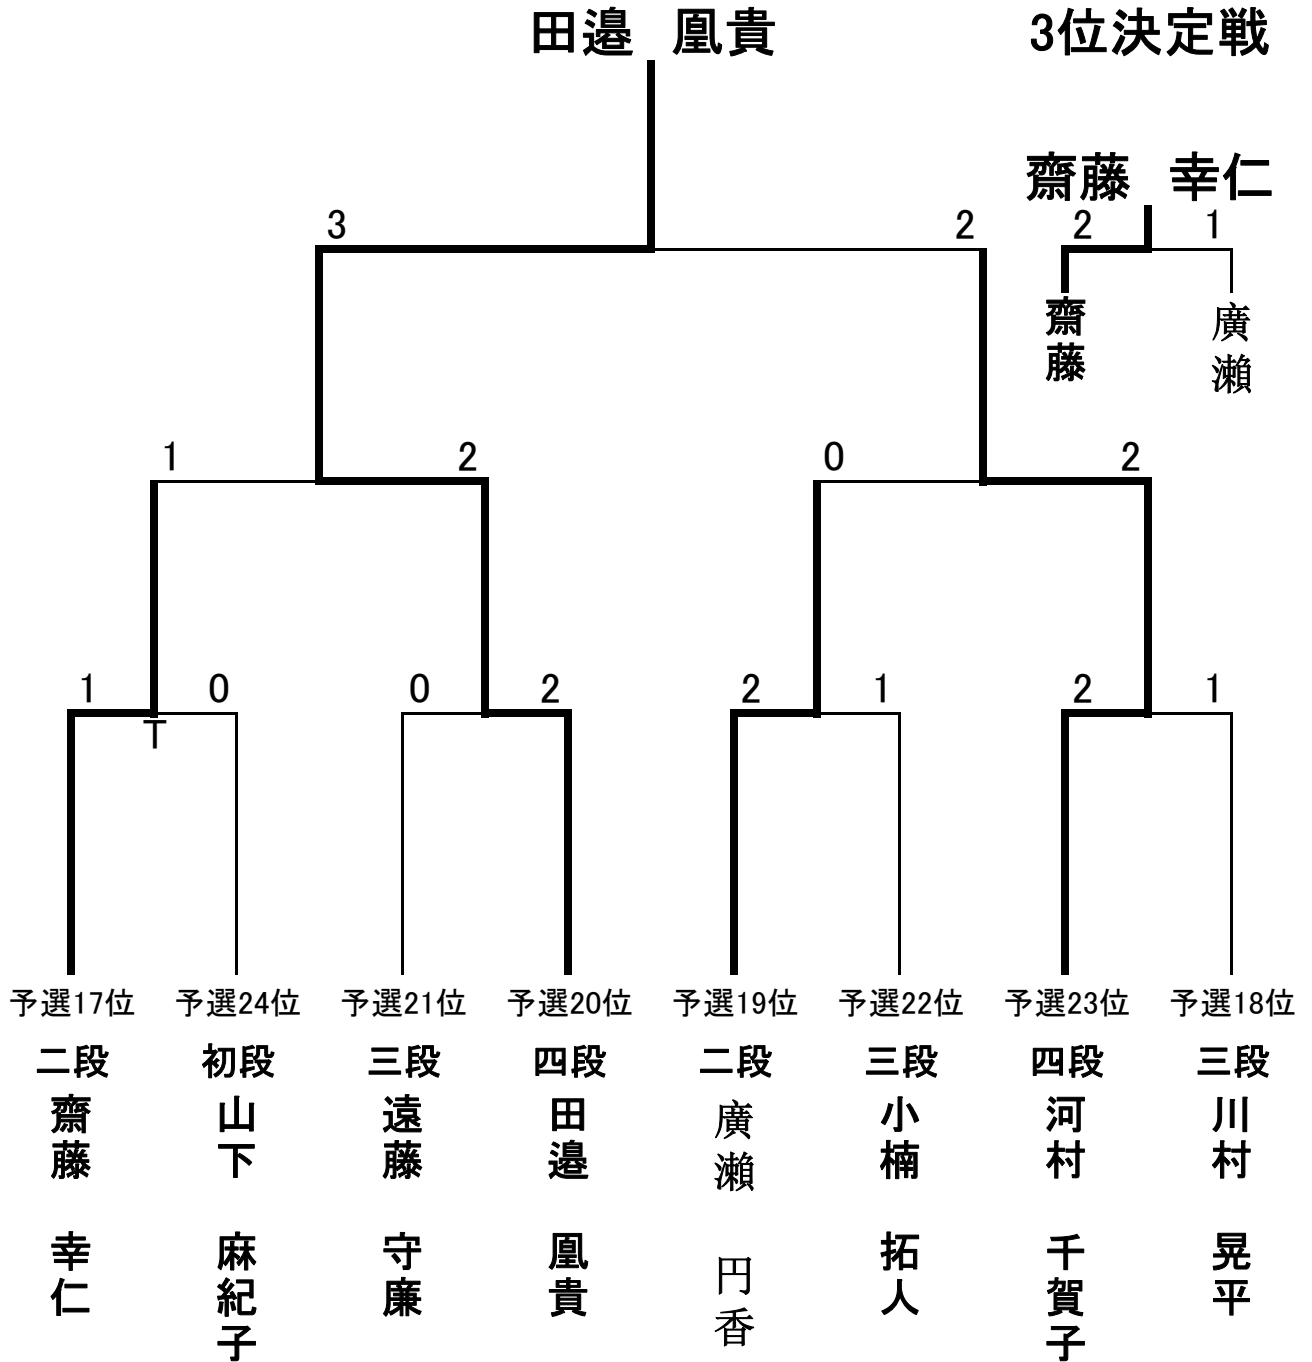 田邉　凰貴
3位決定戦
齋藤　幸仁
3
2
2
1
齋藤
廣瀬
1
2
0
2
1
0
0
2
2
1
2
1
T
予選17位
予選24位
予選21位
予選20位
予選19位
予選22位
予選23位
予選18位
二段
初段
三段
四段
二段
三段
四段
三段
齋藤　幸仁
山下　麻紀子
遠藤　守廉
田邉　凰貴
廣瀬　円香
小楠　拓人
河村　千賀子
川村　晃平